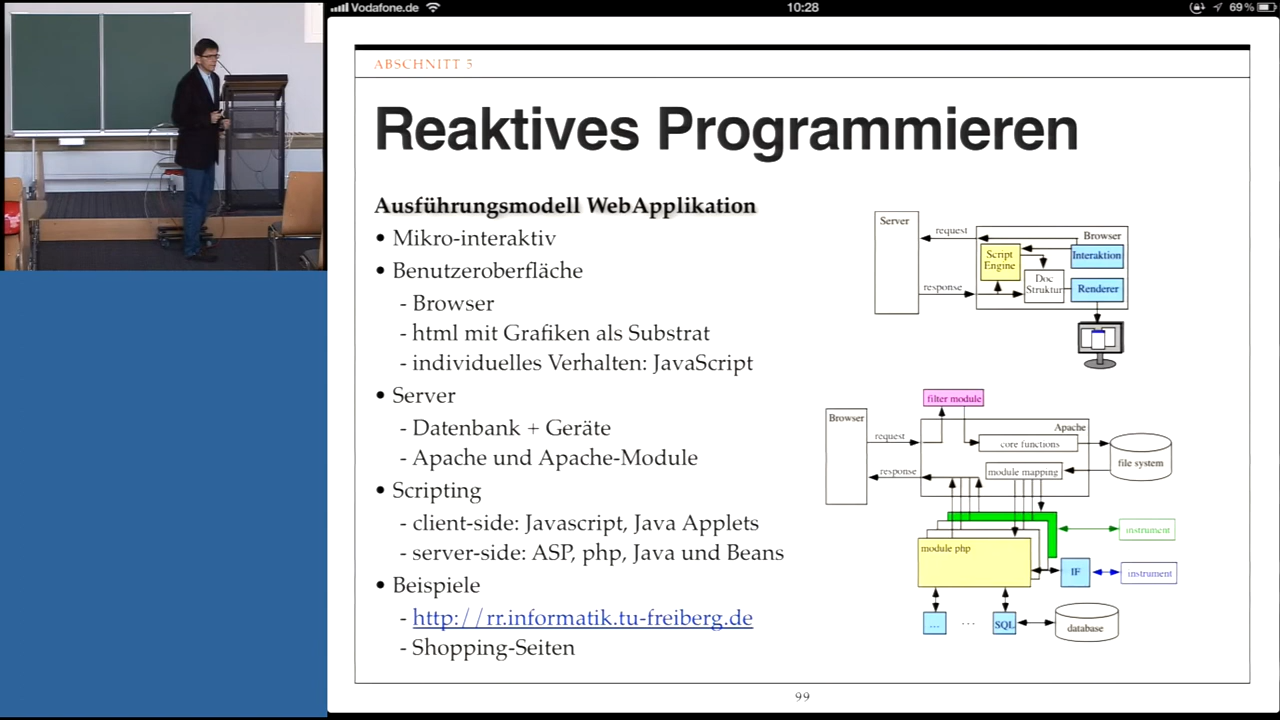 Vodafone.de
10:28
69%
ABSCHNITT 5
Reaktives Programmieren
Ausführungsmodell WebApplikation
• Mikro-interaktiv
• Benutzeroberfläche
- Browser
- html mit Grafiken als Substrat
- individuelles Verhalten: JavaScript
• Server
- Datenbank + Geräte
- Apache und Apache-Module
• Scripting
- client-side: Javascript, Java Applets
- server-side: ASP, php, Java und Beans
• Beispiele
- http://rr.informatik.tu-freiberg.de
- Shopping-Seiten
Server
request
Browser
Script
Engine
Interaktion
Doc
Struktur
Renderer
response
filter module
Browser
Apache
request
core functions
file system
response
module mapping
instrument
module php
IF
instrument
...
...
SQL
database
99